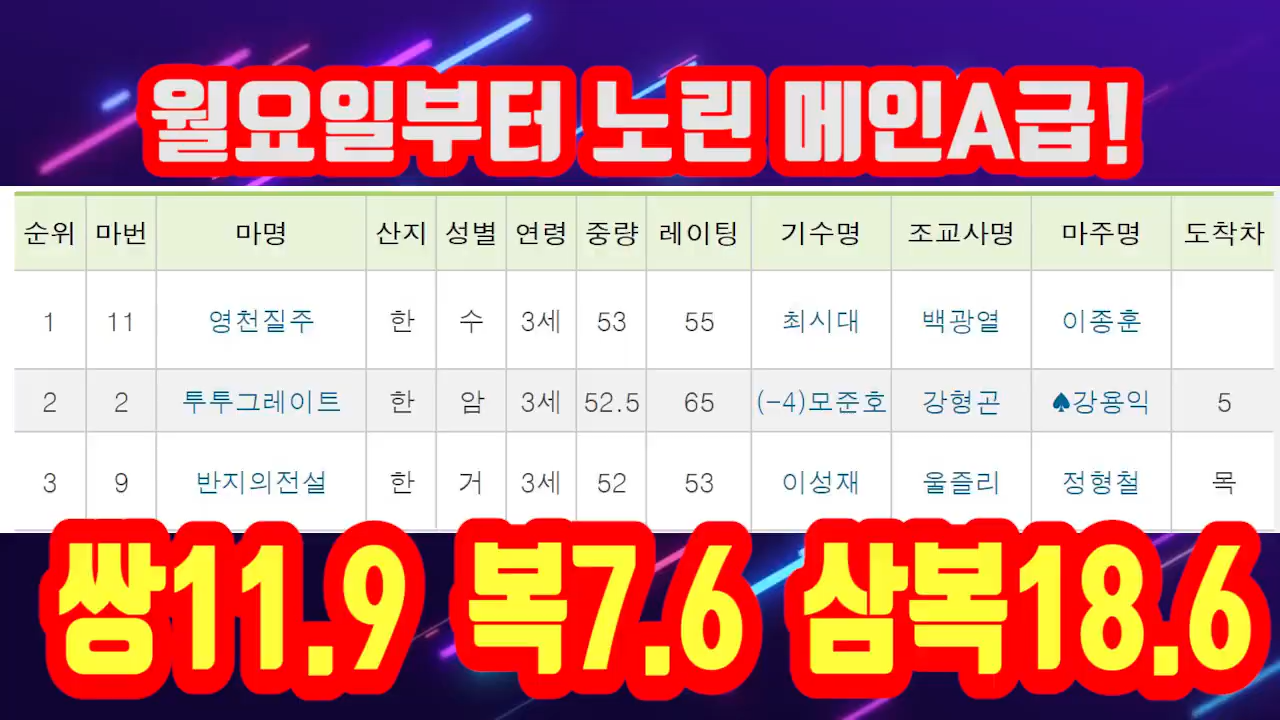 월요일부터 노린 메인A급!
순위 마번 마명 산지 성별 연령 중량 레이팅 기수명 조교사명 마주명 도착차
1 11 영천질주 한 수 3세 53 55 최시대 백광열 이종훈
2 2 투투그레이트 한 암 3세 52.5 65 (-4)모준호 강형곤 ♠강용익 5
3 9 반지의전설 한 거 3세 52 53 이성재 울즐리 정형철 목
쌍11.9 복7.6 삼복18.6